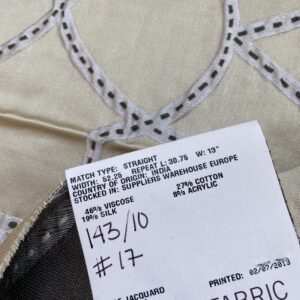 MATCH TYPE: STRAIGHT
WIDTH: 52.25 REPEAT L: 30.75 W: 13"
COUNTRY OF ORIGIN: INDIA
STOCKED IN: SUPPLIERS WAREHOUSE EUROPE
46% VISCOSE 27% COTTON
19% SILK 8% ACRYLIC
143/10
#17
JACQUARD
PRINTED: 02/07/2013
FABRIC